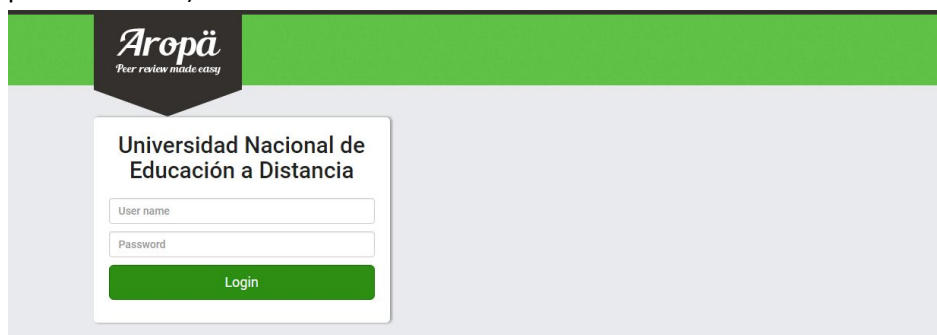 Aropä
Peer review made easy
Universidad Nacional de
Educación a Distancia
User name
Password
Login